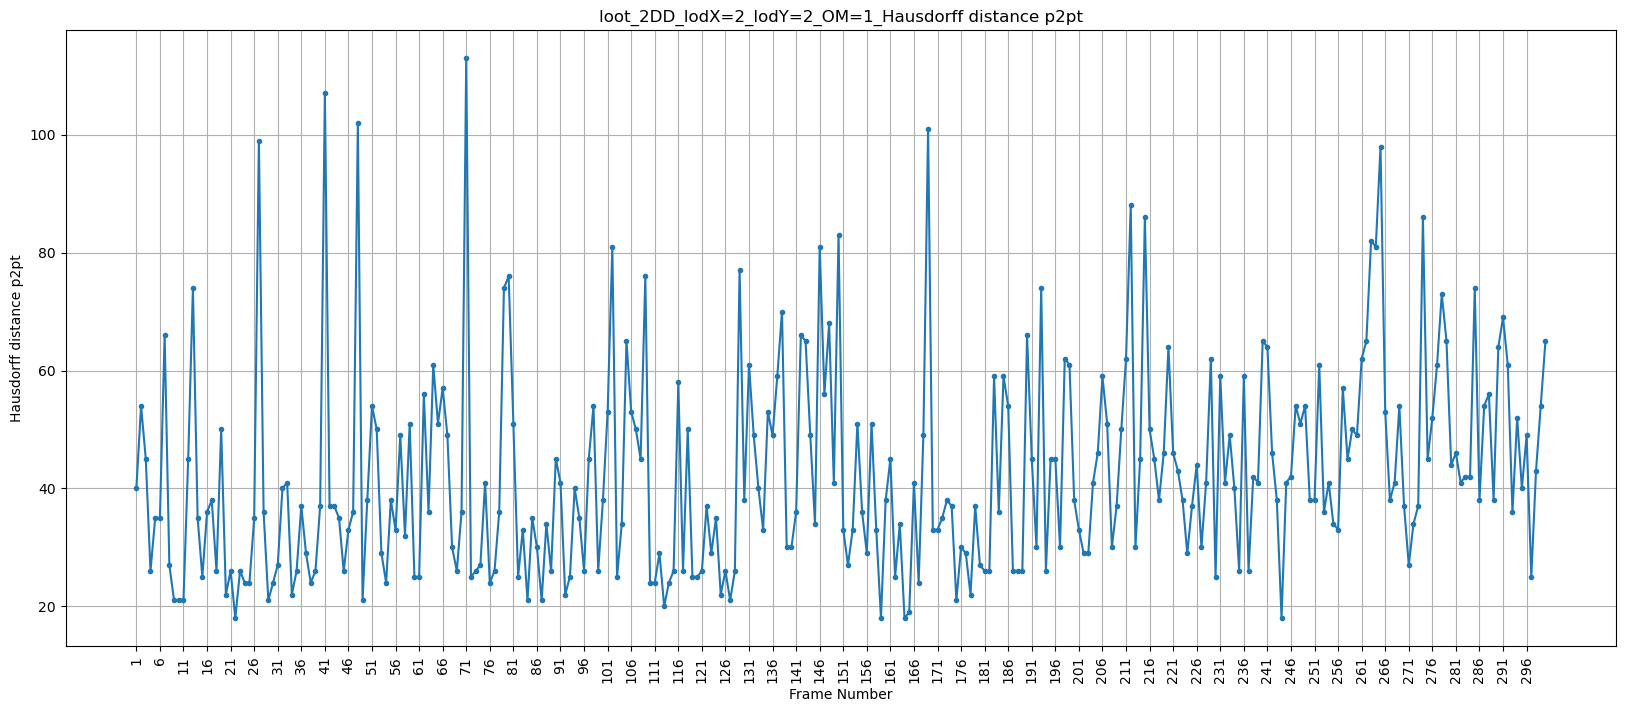 loot_2DD_lodX=2_lodY=2_OM=1_Hausdorff distance p2pt
Hausdorff distance p2pt
100
80
60
40
20
1 6 11 16 21 26 31 36 41 46 51 56 61 66 71 76 81 86 91 96 101 106 111 116 121 126 131 136 141 146 151 156 161 166 171 176 181 186 191 196 201 206 211 216 221 226 231 236 241 246 251 256 261 266 271 276 281 286 291 296
Frame Number